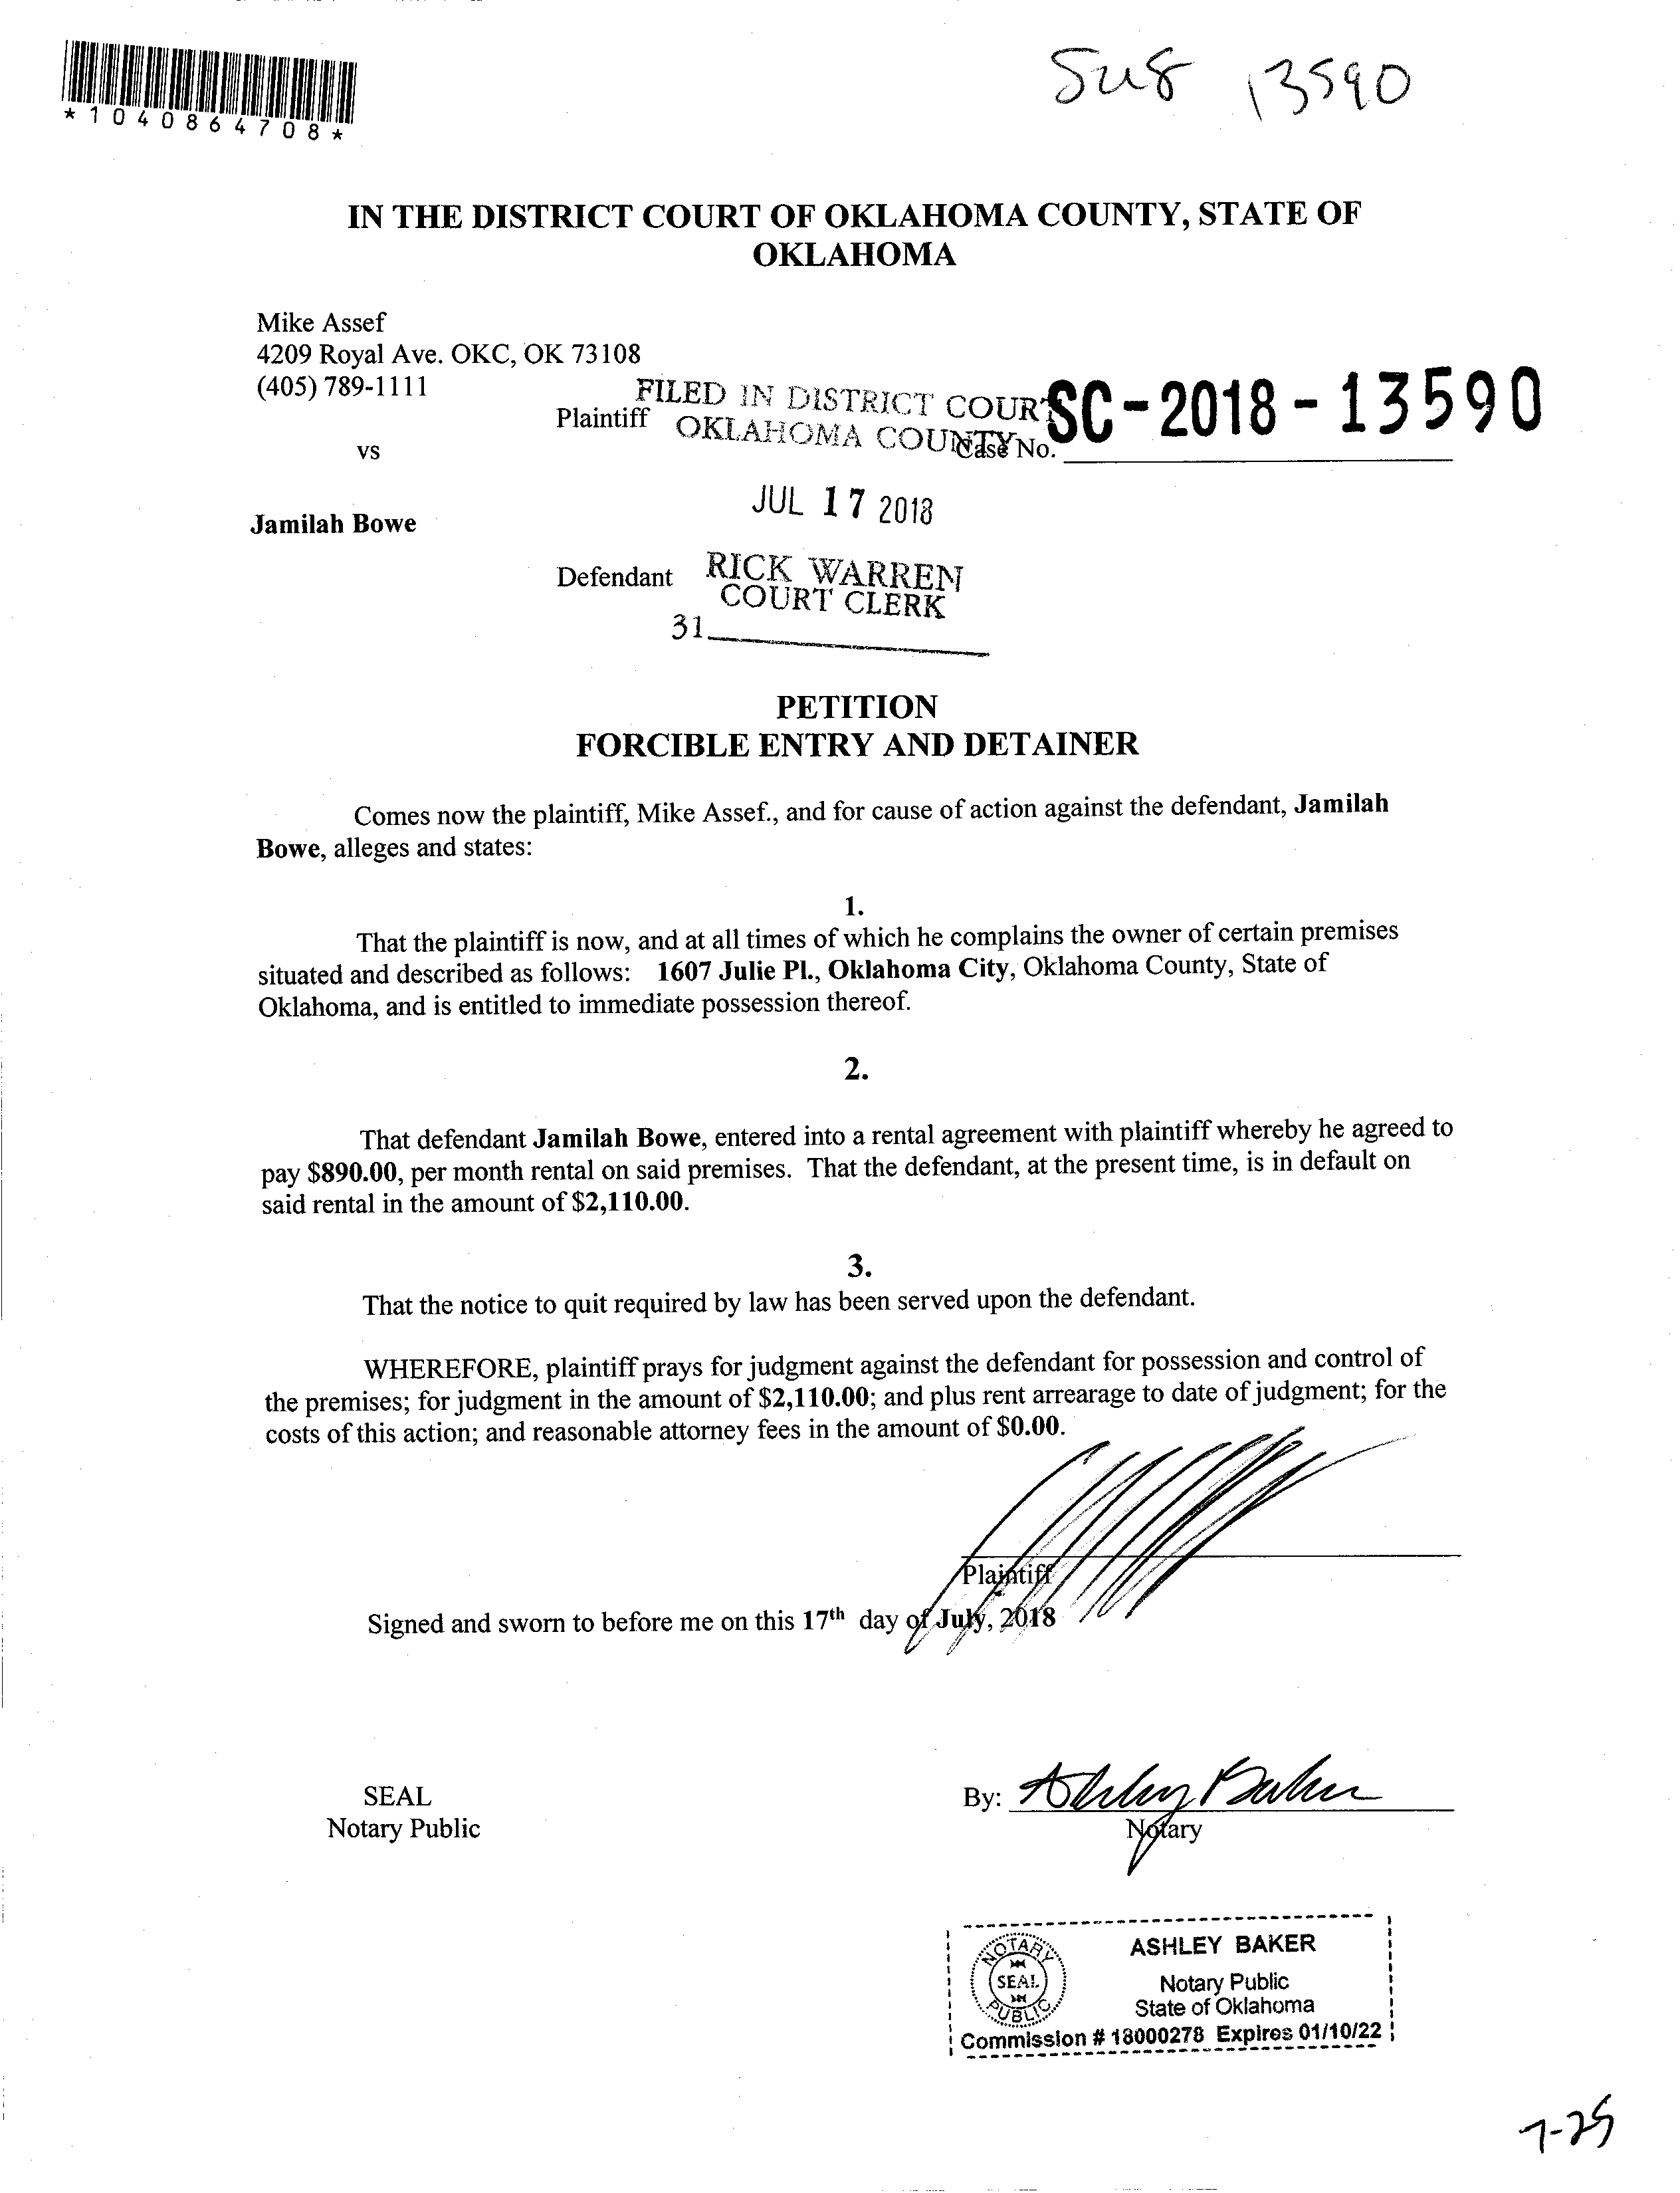 *1040864708*
13590
IN THE DISTRICT COURT OF OKLAHOMA COUNTY, STATE OF
OKLAHOMA
Mike Assef
4209 Royal Ave. OKC, OK 73108
(405) 789-1111
FILED IN DISTRICT COURT
Plaintiff
OKLAHOMA COUNTY
Case No.
SC-2018-13590
vs
JUL 17 2018
Jamilah Bowe
Defendant
RICK WARREN
COURT CLERK
31
PETITION
FORCIBLE ENTRY AND DETAINER
Comes now the plaintiff, Mike Assef., and for cause of action against the defendant, Jamilah
Bowe, alleges and states:
1.
That the plaintiff is now, and at all times of which he complains the owner of certain premises
situated and described as follows: 1607 Julie Pl., Oklahoma City, Oklahoma County, State of
Oklahoma, and is entitled to immediate possession thereof.
2.
That defendant Jamilah Bowe, entered into a rental agreement with plaintiff whereby he agreed to
pay $890.00, per month rental on said premises. That the defendant, at the present time, is in default on
said rental in the amount of $2,110.00.
3.
That the notice to quit required by law has been served upon the defendant.
WHEREFORE, plaintiff prays for judgment against the defendant for possession and control of
the premises; for judgment in the amount of $2,110.00; and plus rent arrearage to date of judgment; for the
costs of this action; and reasonable attorney fees in the amount of $0.00.
Plaintiff
Signed and sworn to before me on this 17th day of July, 2018
SEAL
Notary Public
By: Ashley Baker
Notary
NOTARY
SEAL
PUBLIC
ASHLEY BAKER
Notary Public
State of Oklahoma
Commission # 18000278 Expires 01/10/22
7-25